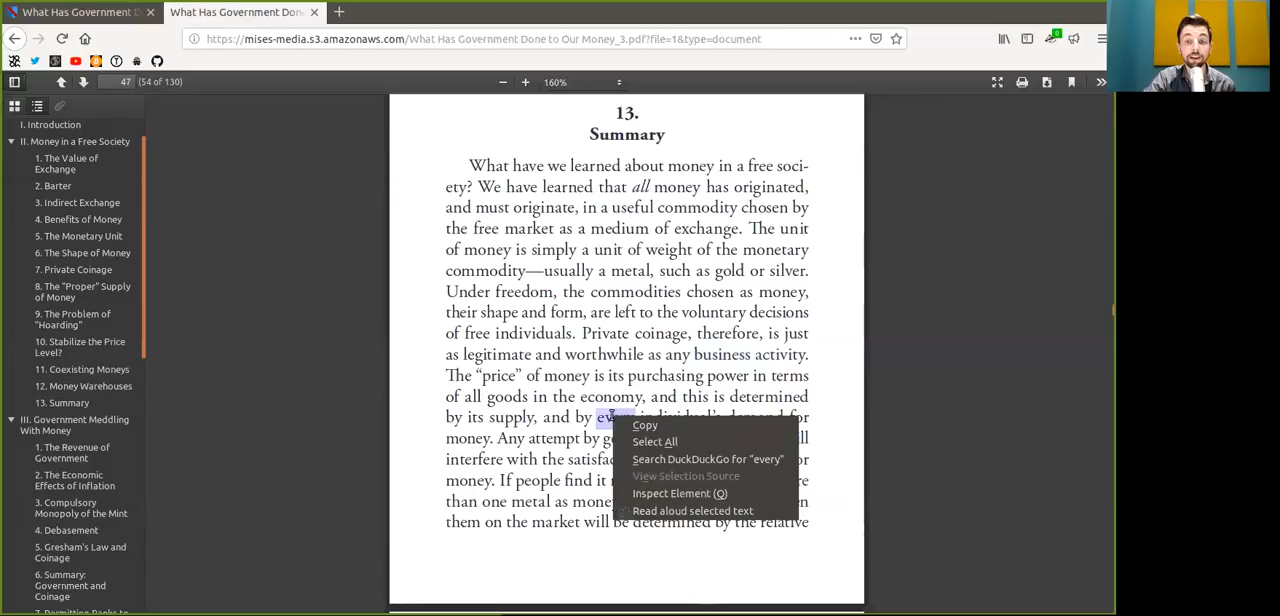 What Has Government D
What Has Government Don
https://mises-media.s3.amazonaws.com/What Has Government Done to Our Money_3.pdf?file=1&type=document
0
47 (54 of 130)
160%
I. Introduction
II. Money in a Free Society
1. The Value of
Exchange
2. Barter
3. Indirect Exchange
4. Benefits of Money
5. The Monetary Unit
6. The Shape of Money
7. Private Coinage
8. The "Proper" Supply
of Money
9. The Problem of
"Hoarding"
10. Stabilize the Price
Level?
11. Coexisting Moneys
12. Money Warehouses
13. Summary
III. Government Meddling
With Money
1. The Revenue of
Government
2. The Economic
Effects of Inflation
3. Compulsory
Monopoly of the Mint
4. Debasement
5. Gresham's Law and
Coinage
6. Summary:
Government and
Coinage
7. Permitting Banks to
13.
Summary
What have we learned about money in a free soci-
ety? We have learned that all money has originated,
and must originate, in a useful commodity chosen by
the free market as a medium of exchange. The unit
of money is simply a unit of weight of the monetary
commodity—usually a metal, such as gold or silver.
Under freedom, the commodities chosen as money,
their shape and form, are left to the voluntary decisions
of free individuals. Private coinage, therefore, is just
as legitimate and worthwhile as any business activity.
The “price” of money is its purchasing power in terms
of all goods in the economy, and this is determined
by its supply, and by every individual's demand for
money. Any attempt by
interfere with the
money. If people find it
than one metal as
them on the market will be determined by the relative
Copy
Select All
Search DuckDuckGo for "every"
View Selection Source
Inspect Element (Q)
Read aloud selected text